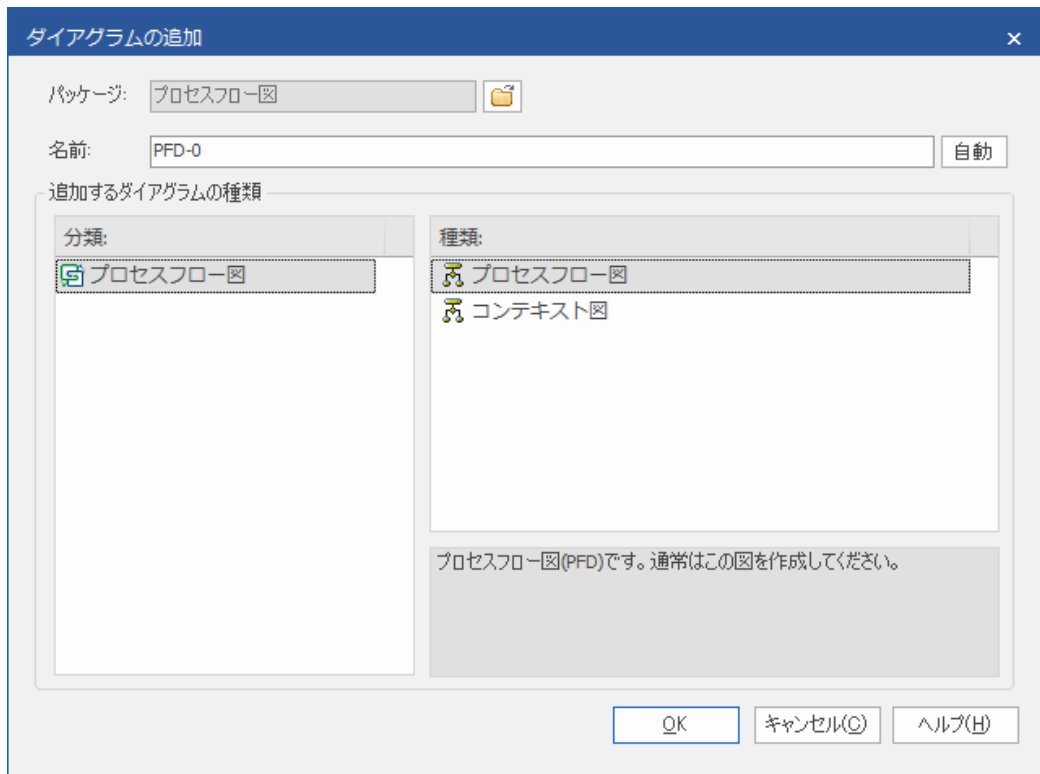 ダイアグラムの追加
パッケージ: プロセスフロー図
名前: PFD-0 自動
追加するダイアグラムの種類
分類: 種類:
プロセスフロー図 プロセスフロー図
コンテキスト図
プロセスフロー図(PFD)です。通常はこの図を作成してください。
OK キャンセル(C) ヘルプ(H)